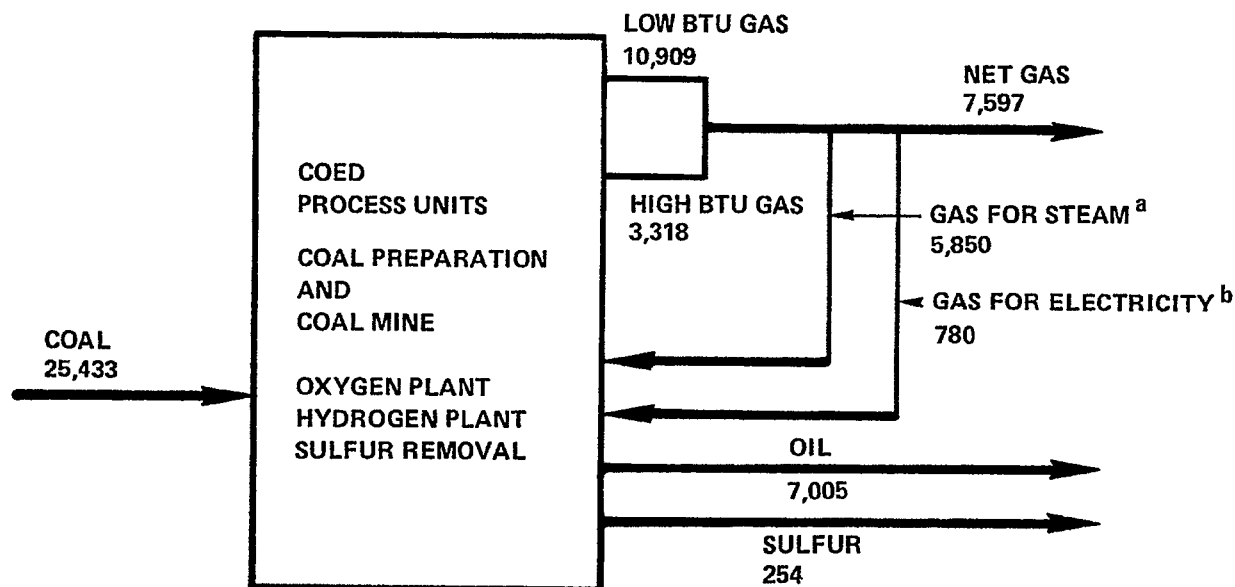 LOW BTU GAS
10,909
NET GAS
7,597
COED
PROCESS UNITS
COAL PREPARATION
AND
COAL MINE
OXYGEN PLANT
HYDROGEN PLANT
SULFUR REMOVAL
HIGH BTU GAS
3,318
GAS FOR STEAM a
5,850
GAS FOR ELECTRICITY b
780
COAL
25,433
OIL
7,005
SULFUR
254